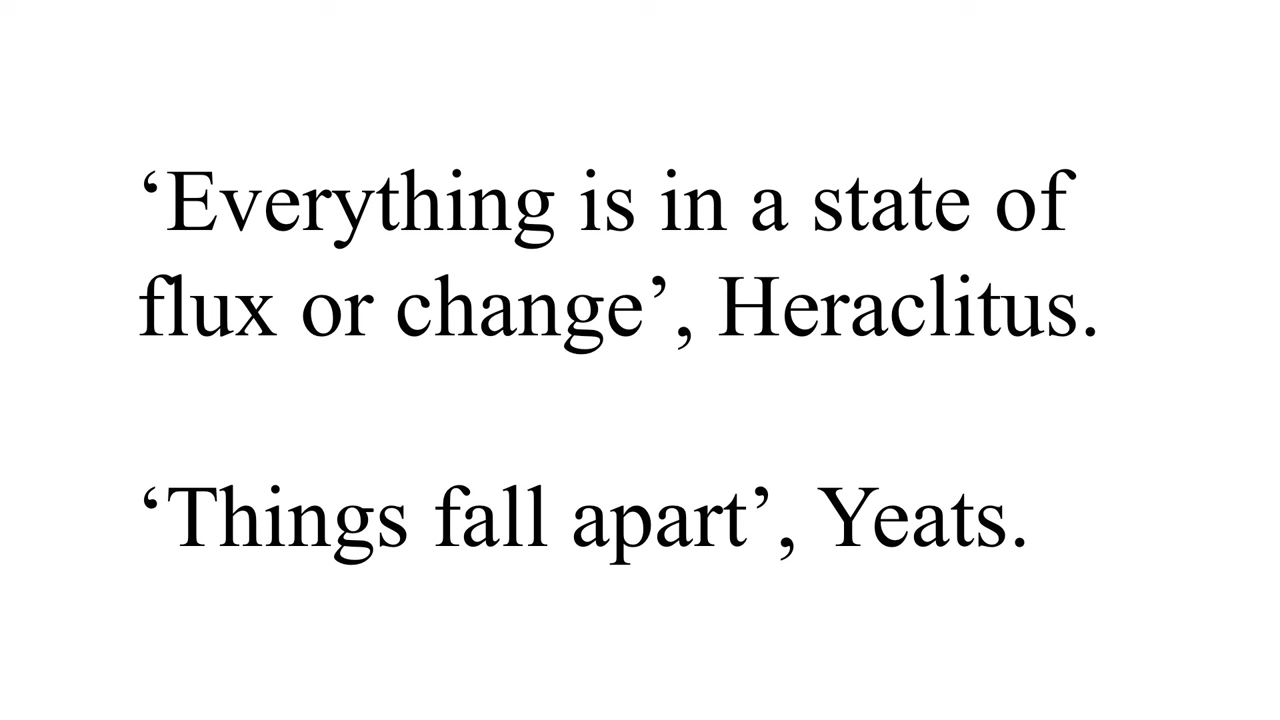 ‘Everything is in a state of
flux or change’, Heraclitus.
‘Things fall apart’, Yeats.